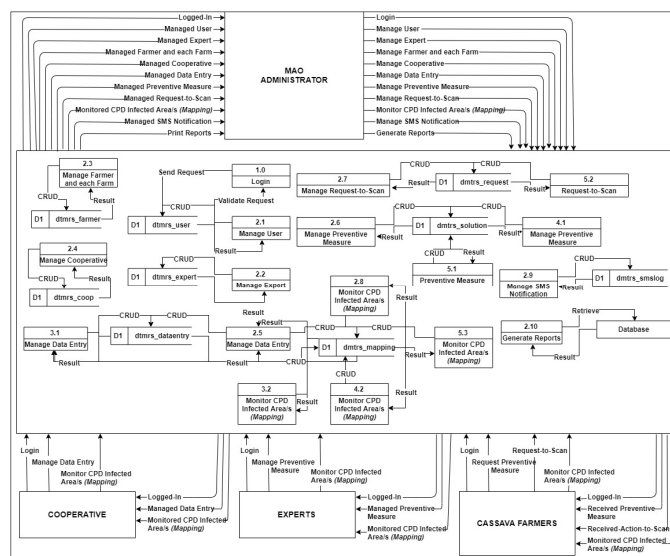 Logged-In
Managed User
Managed Expert
Managed Farmer and each Farm
Managed Cooperative
Managed Data Entry
Managed Preventive Measure
Managed Request-to-Scan
Monitored CPD Infected Area/s (Mapping)
Managed SMS Notification
Print Reports
MAO
ADMINISTRATOR
Login
Manage User
Manage Expert
Manage Farmer and each Farm
Manage Cooperative
Manage Data Entry
Manage Preventive Measure
Manage Request-to-Scan
Monitor CPD Infected Area/s (Mapping)
Manage SMS Notification
Generate Reports
2.3
Manage Farmer
and each Farm
CRUD
Result
D1 dtmrs_farmer
2.4
Manage Cooperative
CRUD
Result
D1 dtmrs_coop
Send Request
1.0
Login
Validate Request
D1 dtmrs_user
2.1
Manage User
CRUD
Result
D1 dtmrs_expert
2.2
Manage Export
CRUD
Result
2.7
Manage Request-to-Scan
CRUD
CRUD
D1 dmtrs_request
Result
Result
5.2
Request-to-Scan
2.6
Manage Preventive
Measure
CRUD
CRUD
D1 dmtrs_solution
Result
Result
4.1
Manage Preventive
Measure
CRUD
Result
5.1
Preventive Measure
2.9
Manage SMS
Notification
CRUD
D1 dmtrs_smslog
Result
2.8
Monitor CPD
Infected Area/s
(Mapping)
3.1
Manage Data Entry
CRUD
CRUD
D1 dtmrs_dataentry
Result
Result
2.5
Manage Data Entry
Result
CRUD
Result
CRUD
D1 dmtrs_mapping
CRUD
CRUD
CRUD
Result
5.3
Monitor CPD
Infected Area/s
(Mapping)
2.10
Generate Reports
Retrieve
Database
Result
3.2
Monitor CPD
Infected Area/s
(Mapping)
Result
4.2
Monitor CPD
Infected Area/s
(Mapping)
Result
Login
Manage Data Entry
Monitor CPD Infected
Area/s (Mapping)
COOPERATIVE
Logged-In
Managed Data Entry
Monitored CPD Infected
Area/s (Mapping)
Login
Manage Preventive
Measure
Monitor CPD Infected
Area/s (Mapping)
EXPERTS
Logged-In
Managed Preventive
Measure
Monitored CPD Infected
Area/s (Mapping)
Login
Request Preventive
Measure
Request-to-Scan
Monitor CPD Infected
Area/s (Mapping)
CASSAVA FARMERS
Logged-In
Received Preventive
Measure
Received-Action-to-Scan
Monitored CPD Infected
Area/s (Mapping)